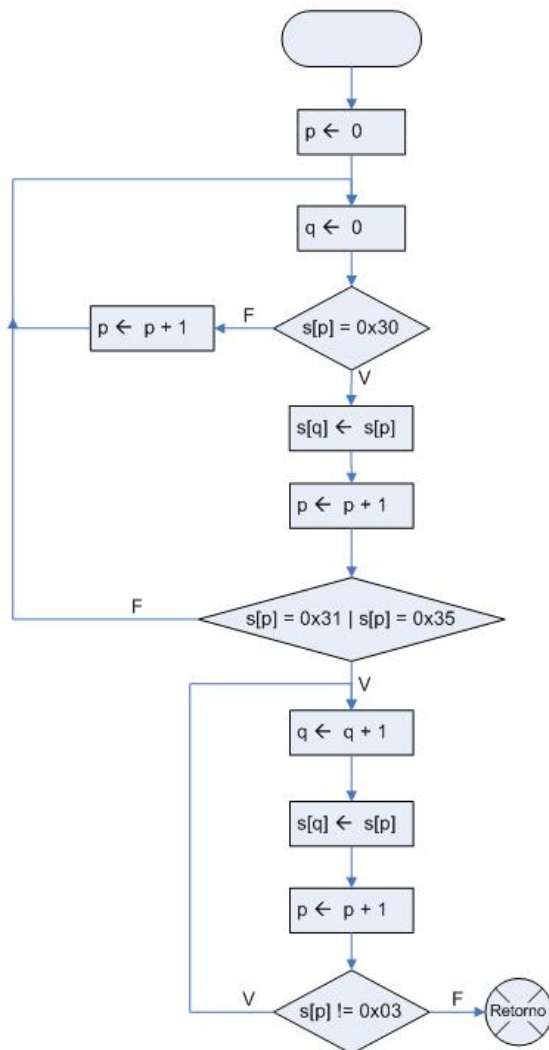 p ← 0
q ← 0
s[p] = 0x30
F
p ← p + 1
V
s[q] ← s[p]
p ← p + 1
s[p] = 0x31 | s[p] = 0x35
F
V
q ← q + 1
s[q] ← s[p]
p ← p + 1
s[p] != 0x03
V
F
Retorno